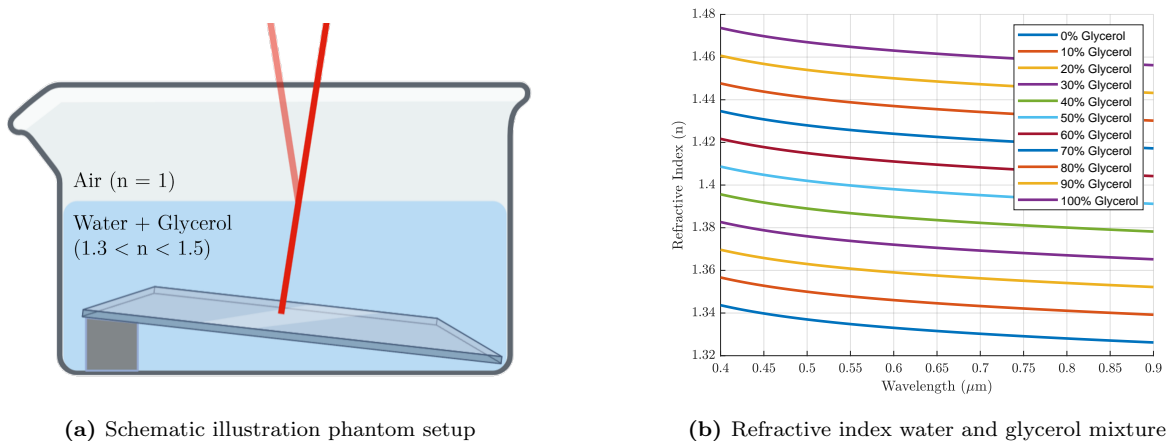 Air (n = 1)
Water + Glycerol
(1.3 < n < 1.5)
(a) Schematic illustration phantom setup
1.48
1.46
1.44
1.42
1.4
1.38
1.36
1.34
1.32
Refractive Index (n)
0.4 0.45 0.5 0.55 0.6 0.65 0.7 0.75 0.8 0.85 0.9
Wavelength (μm)
0% Glycerol
10% Glycerol
20% Glycerol
30% Glycerol
40% Glycerol
50% Glycerol
60% Glycerol
70% Glycerol
80% Glycerol
90% Glycerol
100% Glycerol
(b) Refractive index water and glycerol mixture